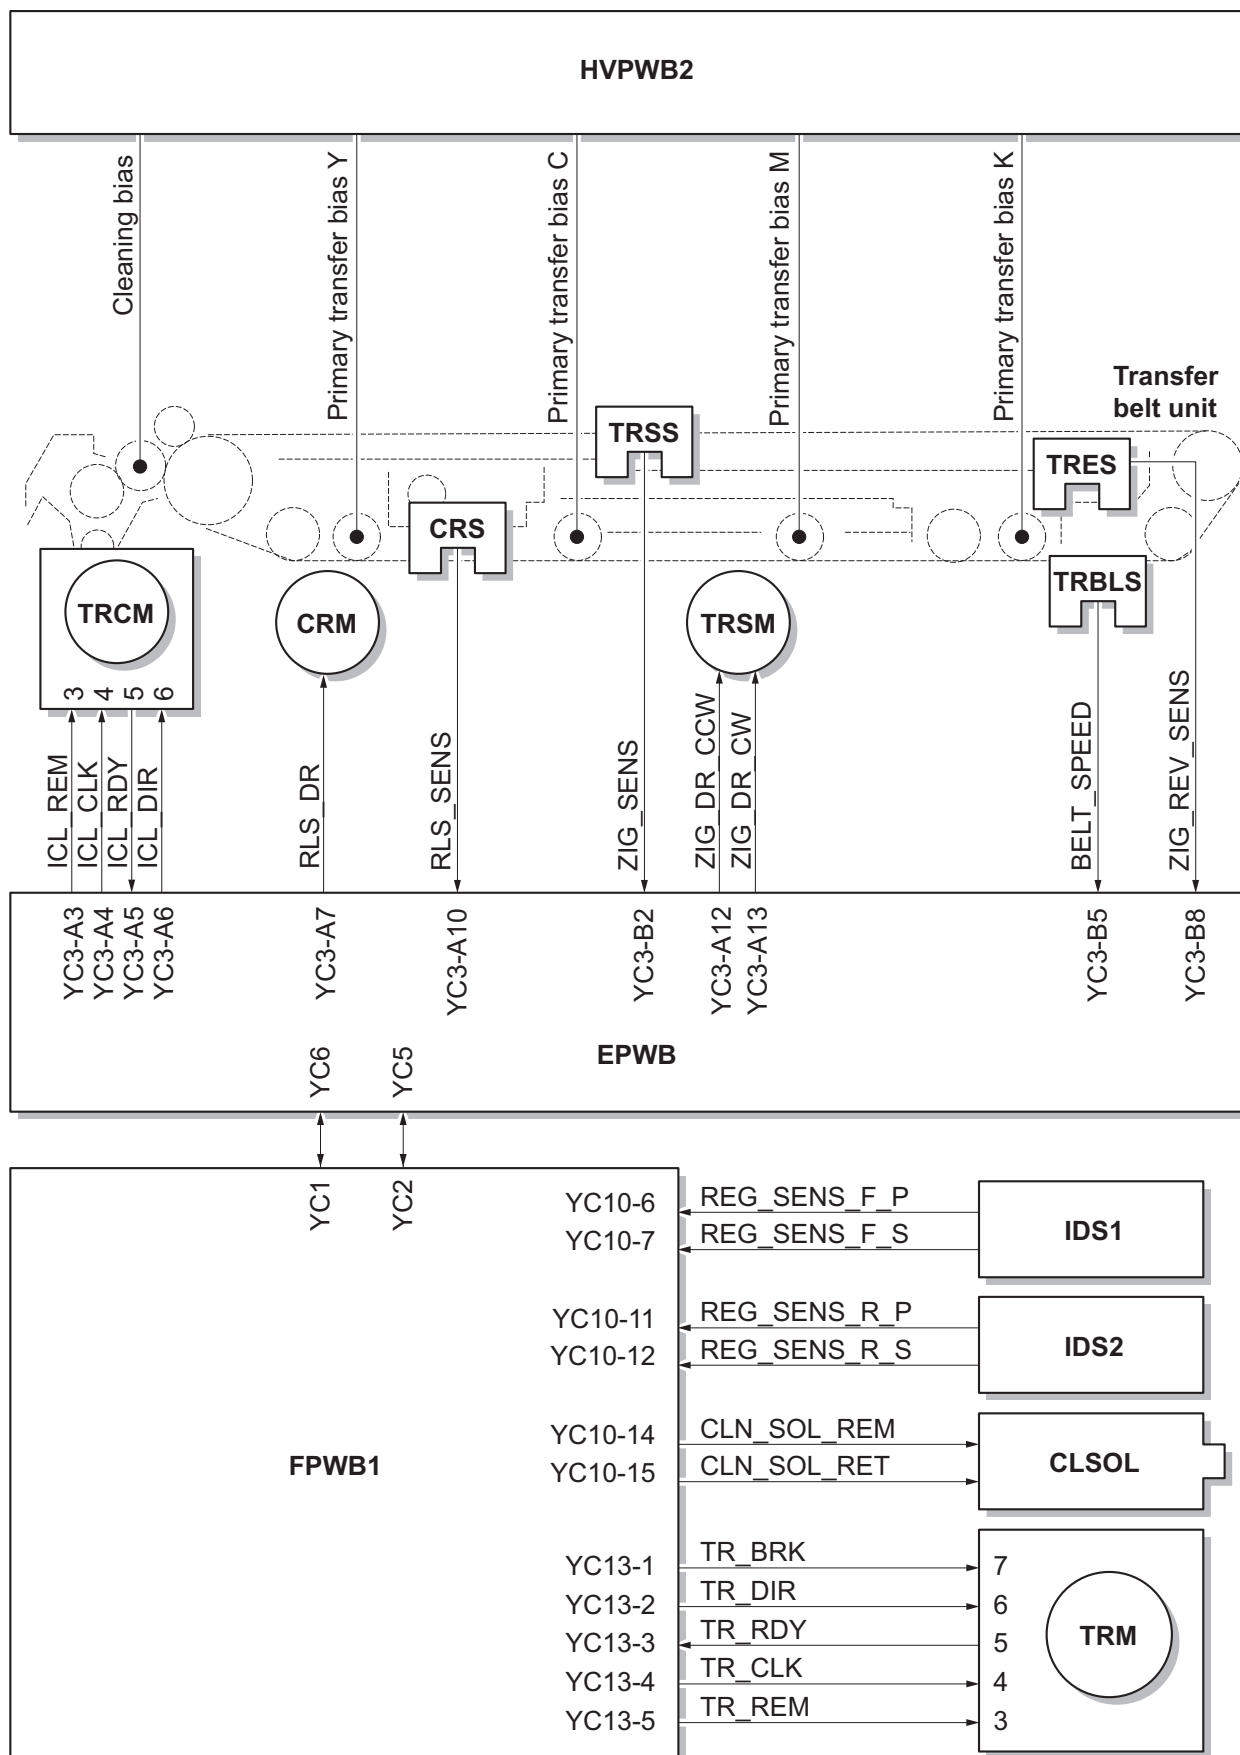 HVPWB2
Cleaning bias
Primary transfer bias Y
Primary transfer bias C
Primary transfer bias M
Primary transfer bias K
Transfer
belt unit
TRSS
TRES
CRS
TRBLS
TRCM
CRM
TRSM
3
4
5
6
ICL_REM
ICL_CLK
ICL_RDY
ICL_DIR
RLS_DR
RLS_SENS
ZIG_SENS
ZIG_DR_CCW
ZIG_DR_CW
BELT_SPEED
ZIG_REV_SENS
YC3-A3
YC3-A4
YC3-A5
YC3-A6
YC3-A7
YC3-A10
YC3-B2
YC3-A12
YC3-A13
YC3-B5
YC3-B8
EPWB
YC6
YC5
YC1
YC2
FPWB1
YC10-6 REG_SENS_F_P
YC10-7 REG_SENS_F_S
IDS1
YC10-11 REG_SENS_R_P
YC10-12 REG_SENS_R_S
IDS2
YC10-14 CLN_SOL_REM
YC10-15 CLN_SOL_RET
CLSOL
YC13-1 TR_BRK 7
YC13-2 TR_DIR 6
YC13-3 TR_RDY 5
YC13-4 TR_CLK 4
YC13-5 TR_REM 3
TRM